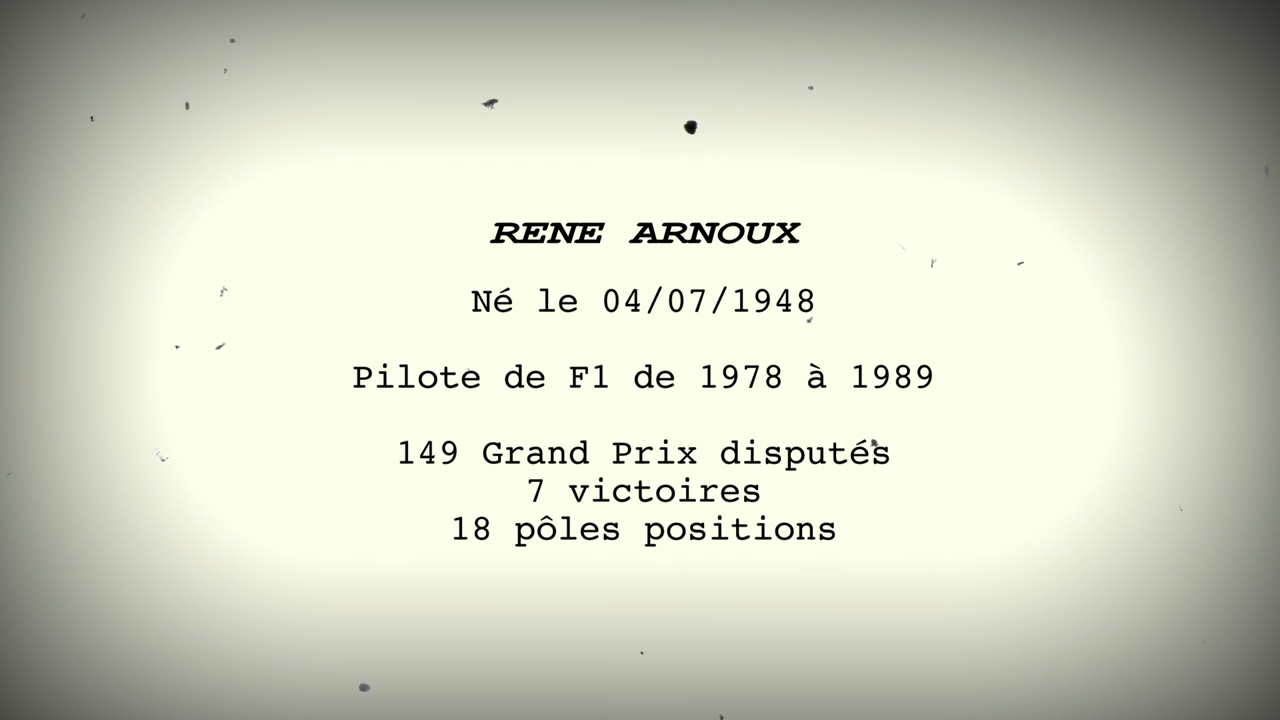 RENE ARNOUX
Né le 04/07/1948
Pilote de F1 de 1978 à 1989
149 Grand Prix disputés
7 victoires
18 pôles positions